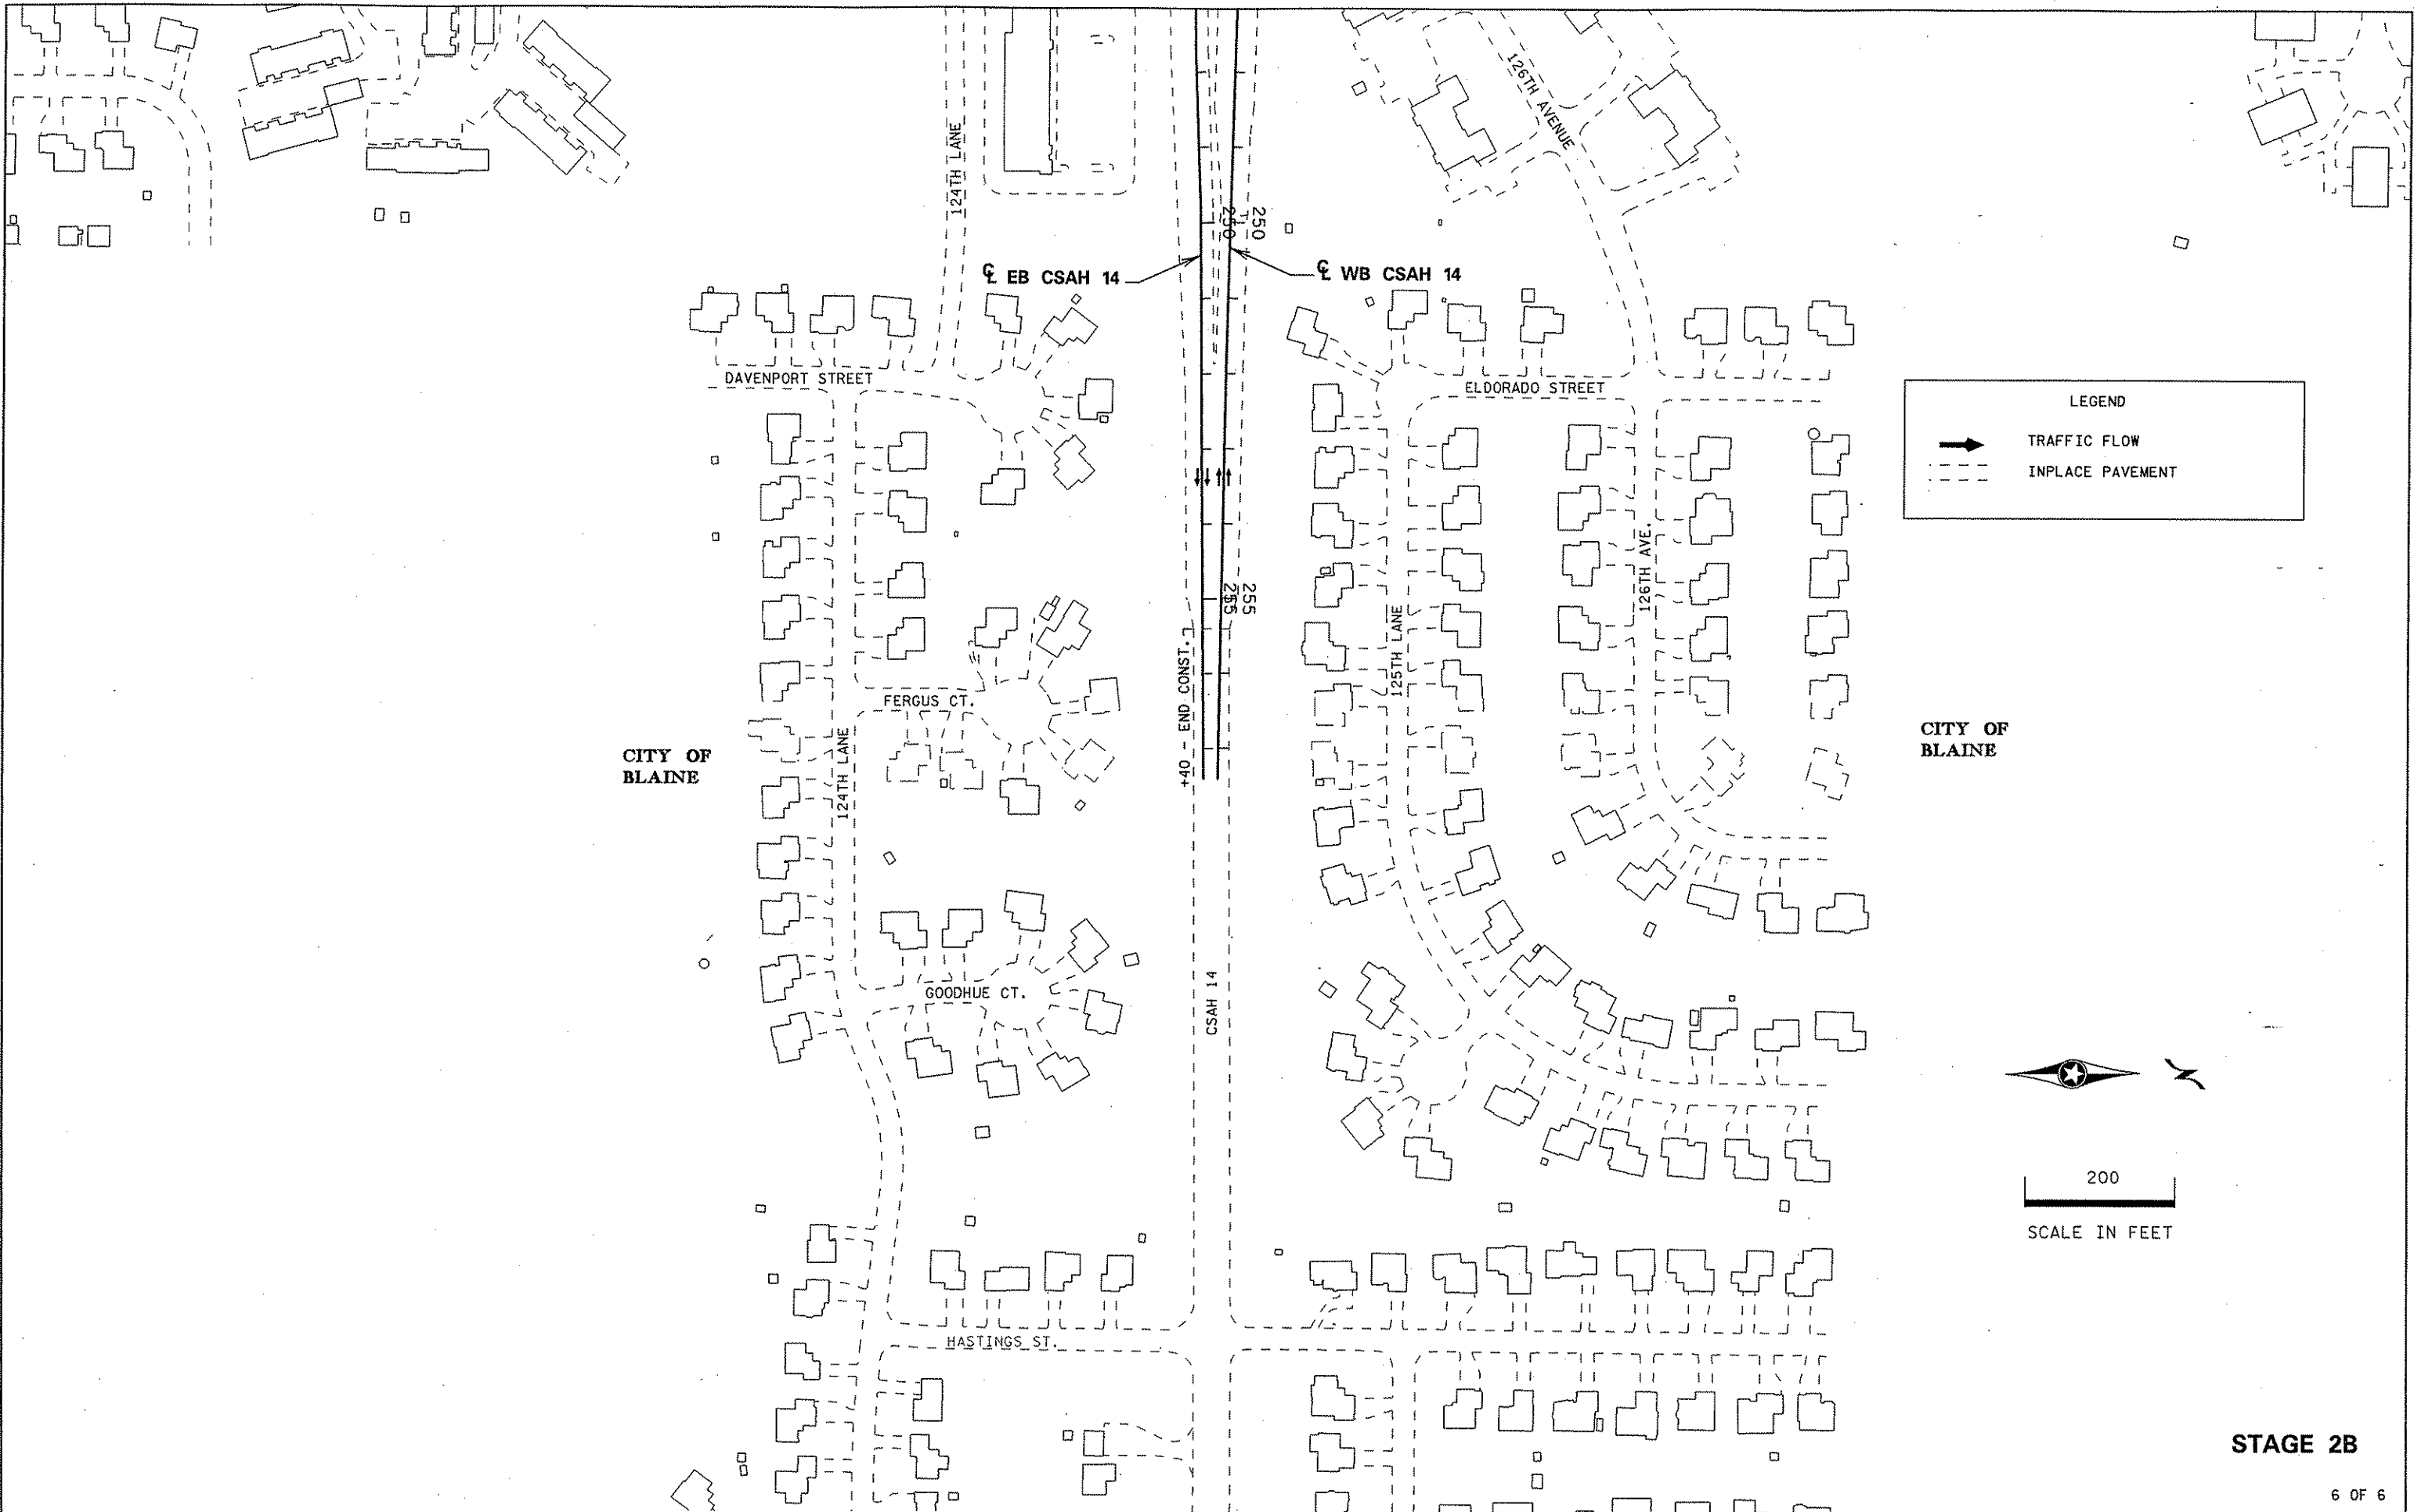 126TH AVENUE
124TH LANE
250
250
℄ EB CSAH 14
℄ WB CSAH 14
DAVENPORT STREET
ELDORADO STREET
LEGEND
TRAFFIC FLOW
INPLACE PAVEMENT
126TH AVE.
255
255
125TH LANE
+40 - END CONST.
FERGUS CT.
124TH LANE
CITY OF
BLAINE
CITY OF
BLAINE
GOODHUE CT.
CSAH 14
N
200
SCALE IN FEET
HASTINGS ST.
STAGE 2B
6 OF 6